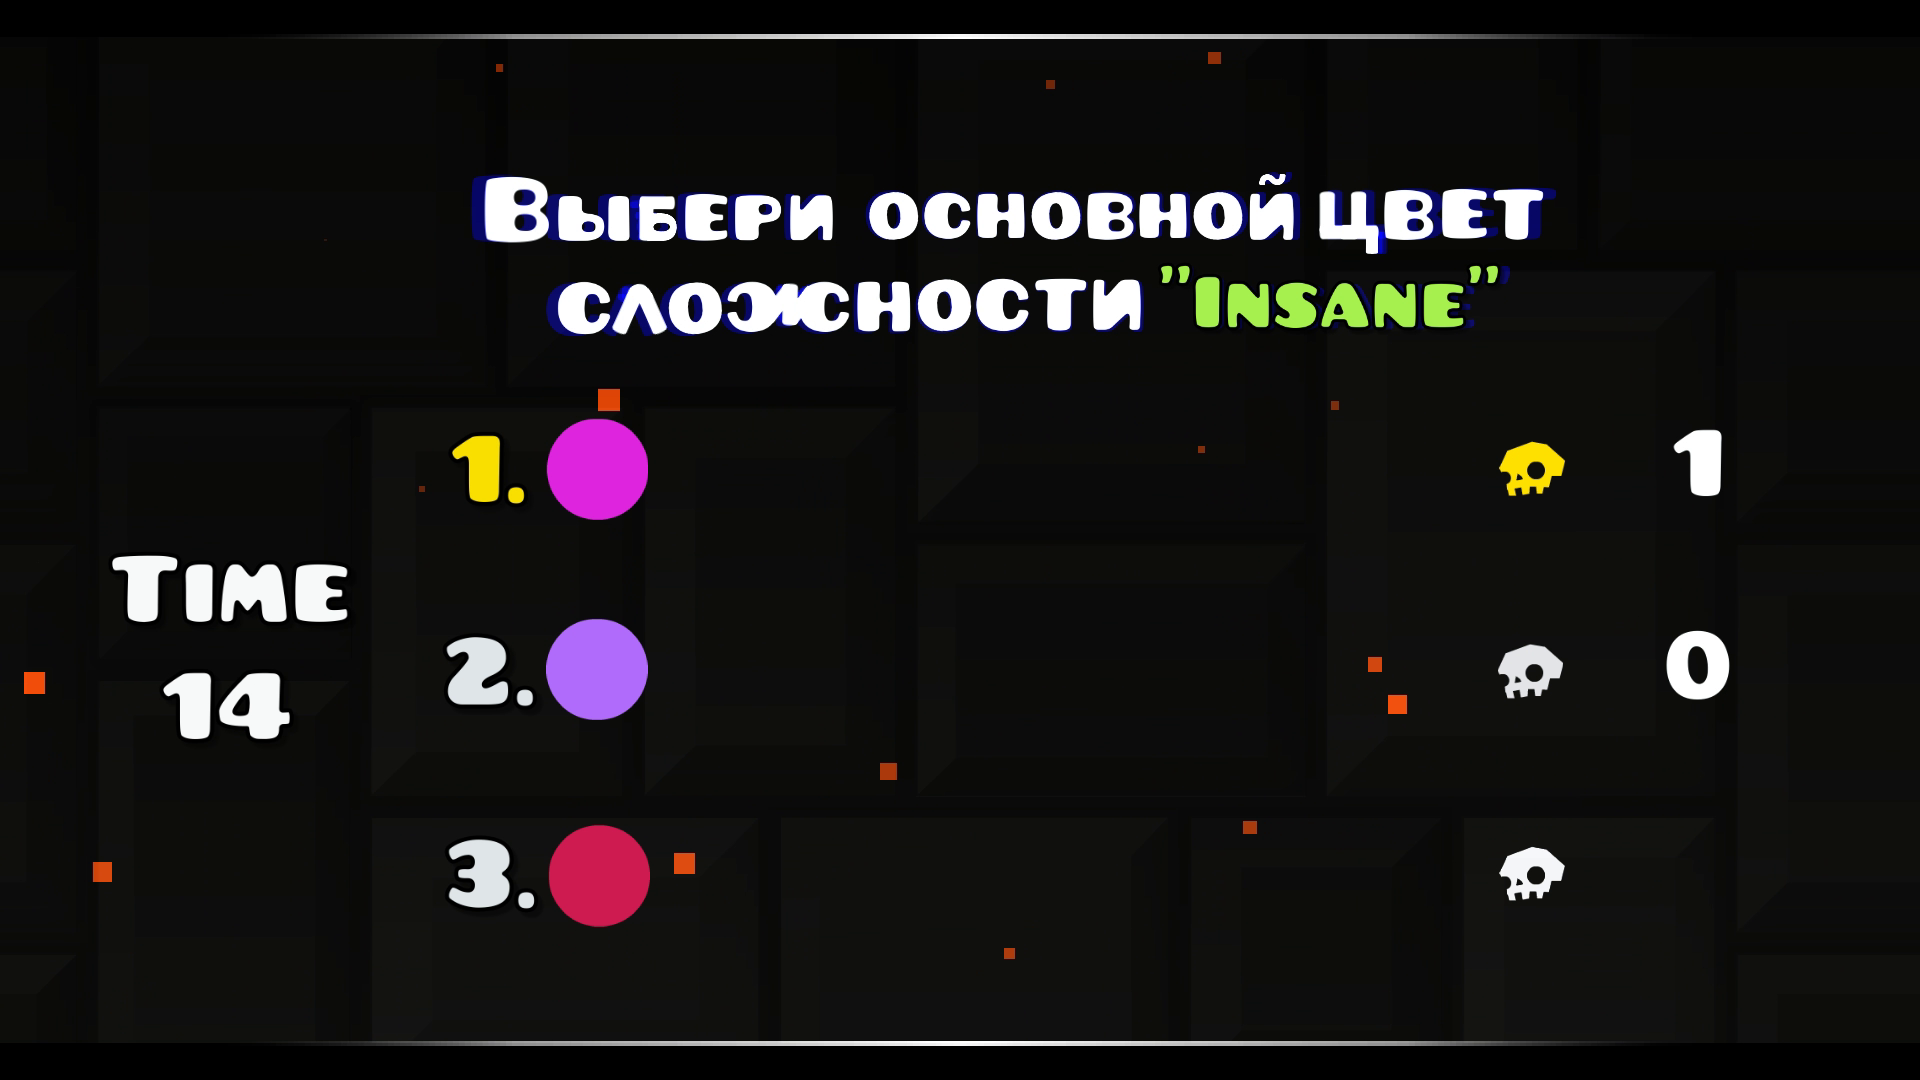 Выбери основной цвет
сложности "Insane"
1.
1
Time
14
2.
0
3.